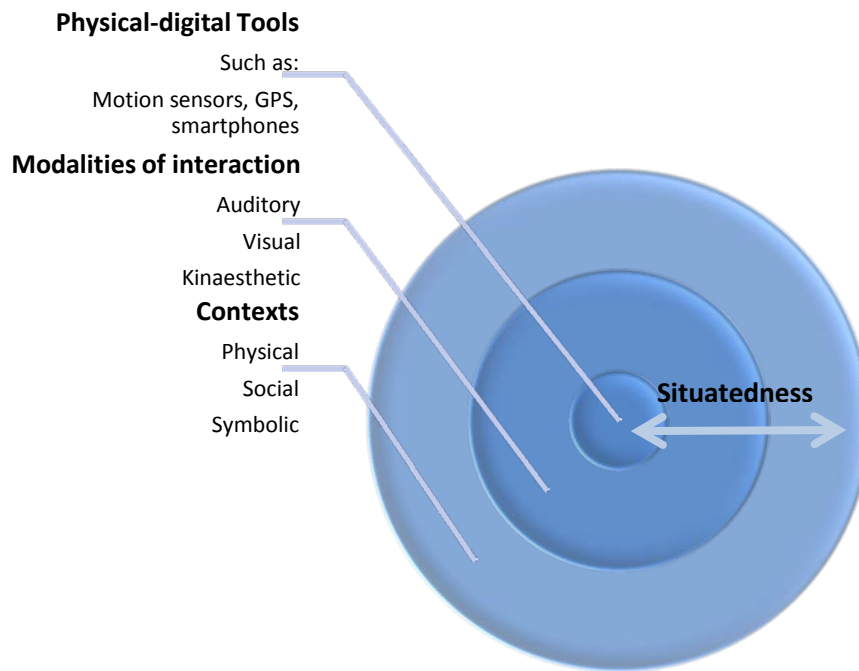 Physical-digital Tools
Such as:
Motion sensors, GPS,
smartphones
Modalities of interaction
Auditory
Visual
Kinaesthetic
Contexts
Physical
Social
Symbolic
Situatedness